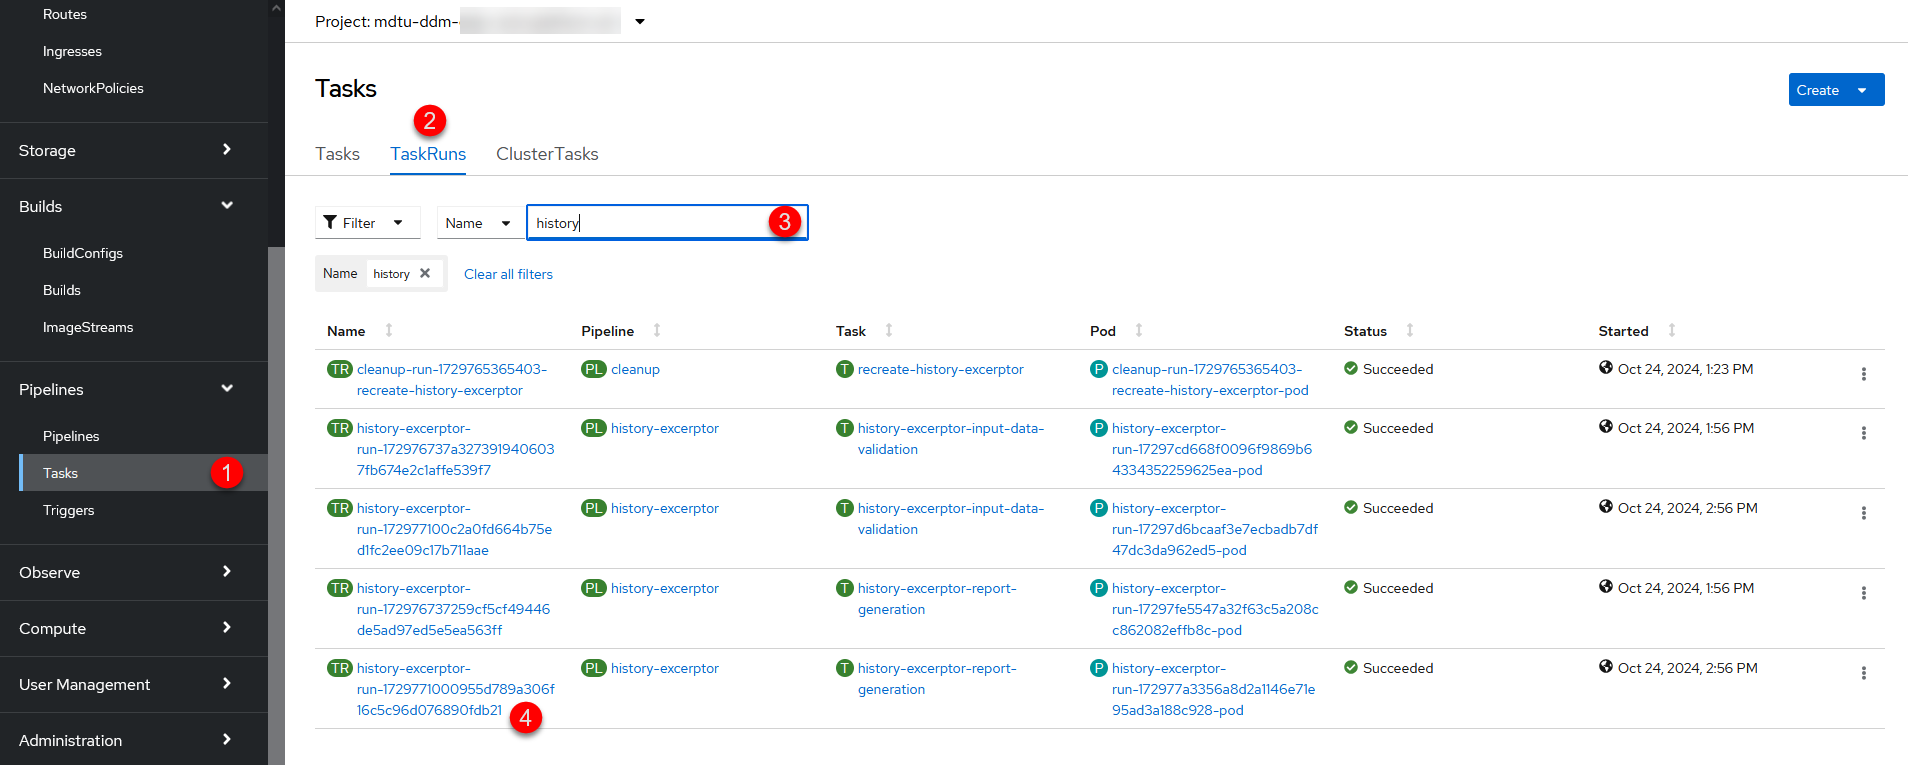 Routes
Ingresses
NetworkPolicies
Storage
Builds
BuildConfigs
Builds
ImageStreams
Pipelines
Pipelines
Tasks
1
Triggers
Observe
Compute
User Management
Administration
Project: mdtu-ddm-
Tasks
Create
2
Tasks TaskRuns ClusterTasks
Filter Name history 3
Name history Clear all filters
Name Pipeline Task Pod Status Started
TR cleanup-run-1729765365403- PL cleanup T recreate-history-excerptor P cleanup-run-1729765365403- Succeeded Oct 24, 2024, 1:23 PM
recreate-history-excerptor recreate-history-excerptor-pod
TR history-excerptor- PL history-excerptor T history-excerptor-input-data- P history-excerptor- Succeeded Oct 24, 2024, 1:56 PM
run-172976737a327391940603 validation run-17297cd668f0096f9869b6
7fb674e2c1affe539f7 4334352259625ea-pod
TR history-excerptor- PL history-excerptor T history-excerptor-input-data- P history-excerptor- Succeeded Oct 24, 2024, 2:56 PM
run-172977100c2a0fd664b75e validation run-17297d6bcaaf3e7ecbadb7df
d1fc2ee09c17b711aae 47dc3da962ed5-pod
TR history-excerptor- PL history-excerptor T history-excerptor-report- P history-excerptor- Succeeded Oct 24, 2024, 1:56 PM
run-172976737259cf5cf49446 generation run-17297fe5547a32f63c5a208c
de5ad97ed5e5ea563ff c862082effb8c-pod
TR history-excerptor- PL history-excerptor T history-excerptor-report- P history-excerptor- Succeeded Oct 24, 2024, 2:56 PM
run-1729771000955d789a306f generation run-172977a3356a8d2a1146e71e
16c5c96d076890fdb21 95ad3a188c928-pod
4